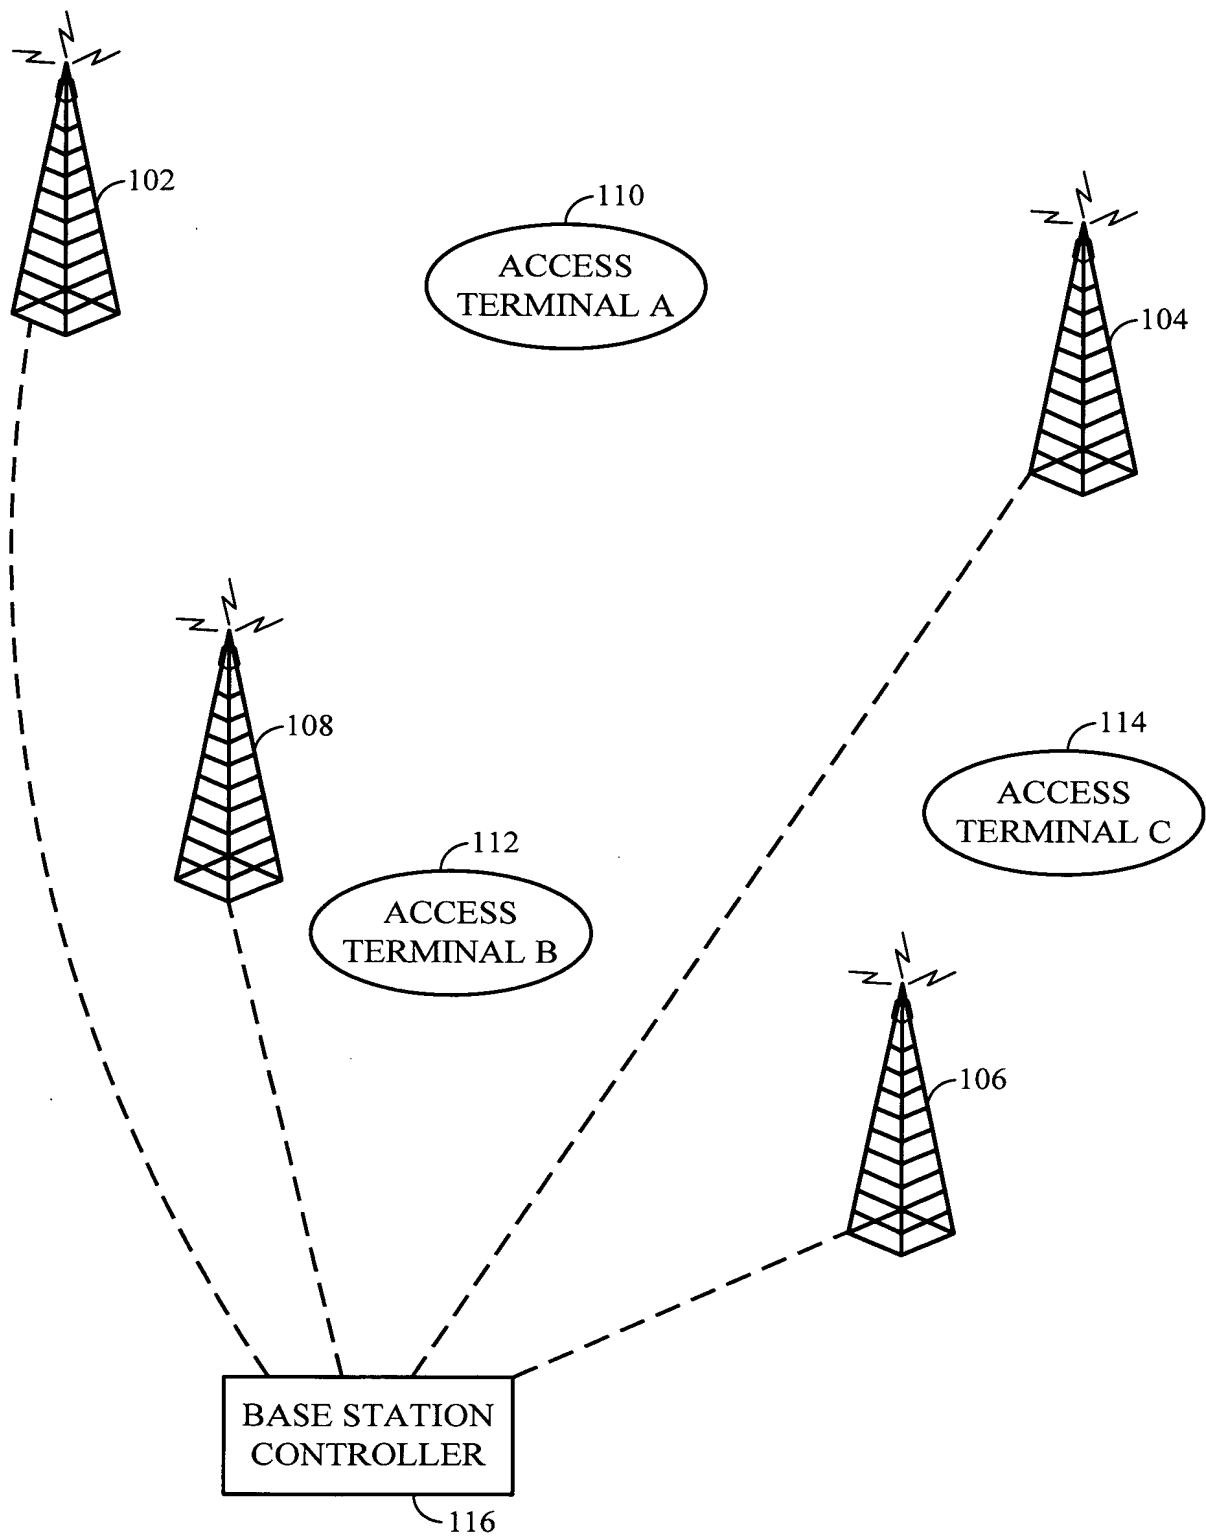 102
110
ACCESS
TERMINAL A
104
108
114
ACCESS
TERMINAL C
112
ACCESS
TERMINAL B
106
BASE STATION
CONTROLLER
116